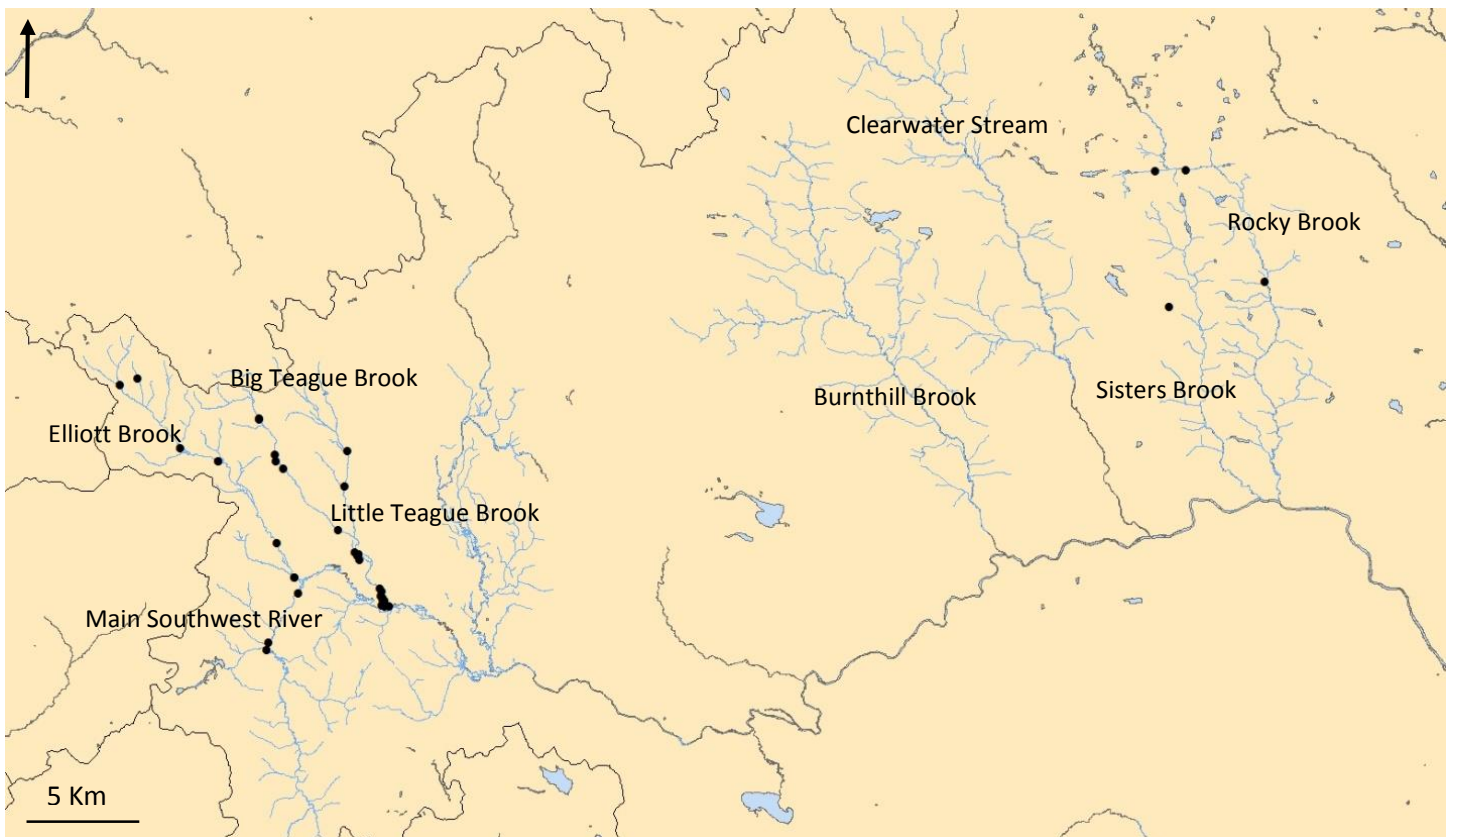 Clearwater Stream
Rocky Brook
Big Teague Brook
Burnthill Brook
Sisters Brook
Elliott Brook
Little Teague Brook
Main Southwest River
5 Km